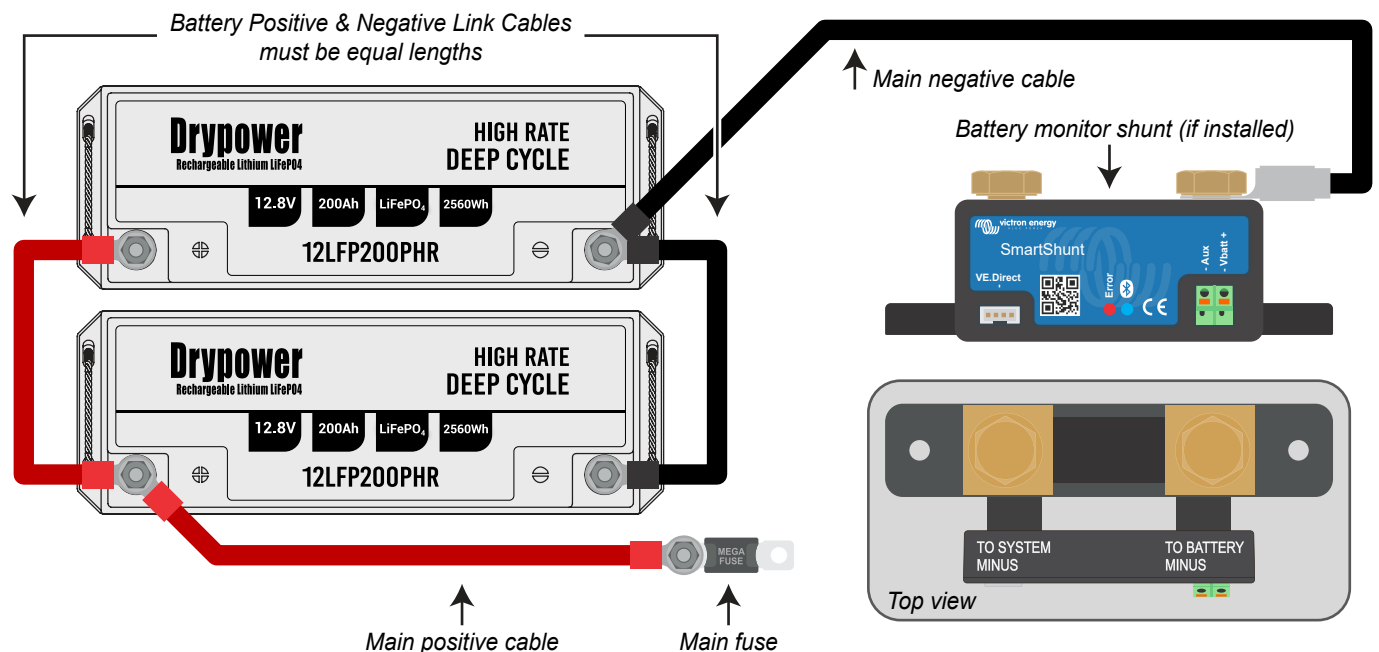 Battery Positive & Negative Link Cables
must be equal lengths
Main negative cable
Battery monitor shunt (if installed)
Drypower
Rechargeable Lithium LiFePO4
HIGH RATE
DEEP CYCLE
12.8V 200Ah LiFePO₄ 2560Wh
12LFP200PHR
victron energy
BLUE POWER
SmartShunt
VE.Direct
Error
- Aux
- Vbatt +
CE
Drypower
Rechargeable Lithium LiFePO4
HIGH RATE
DEEP CYCLE
12.8V 200Ah LiFePO₄ 2560Wh
12LFP200PHR
MEGA
FUSE
TO SYSTEM
MINUS
TO BATTERY
MINUS
Top view
Main positive cable
Main fuse